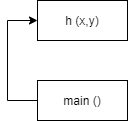 h (x,y)
main ()